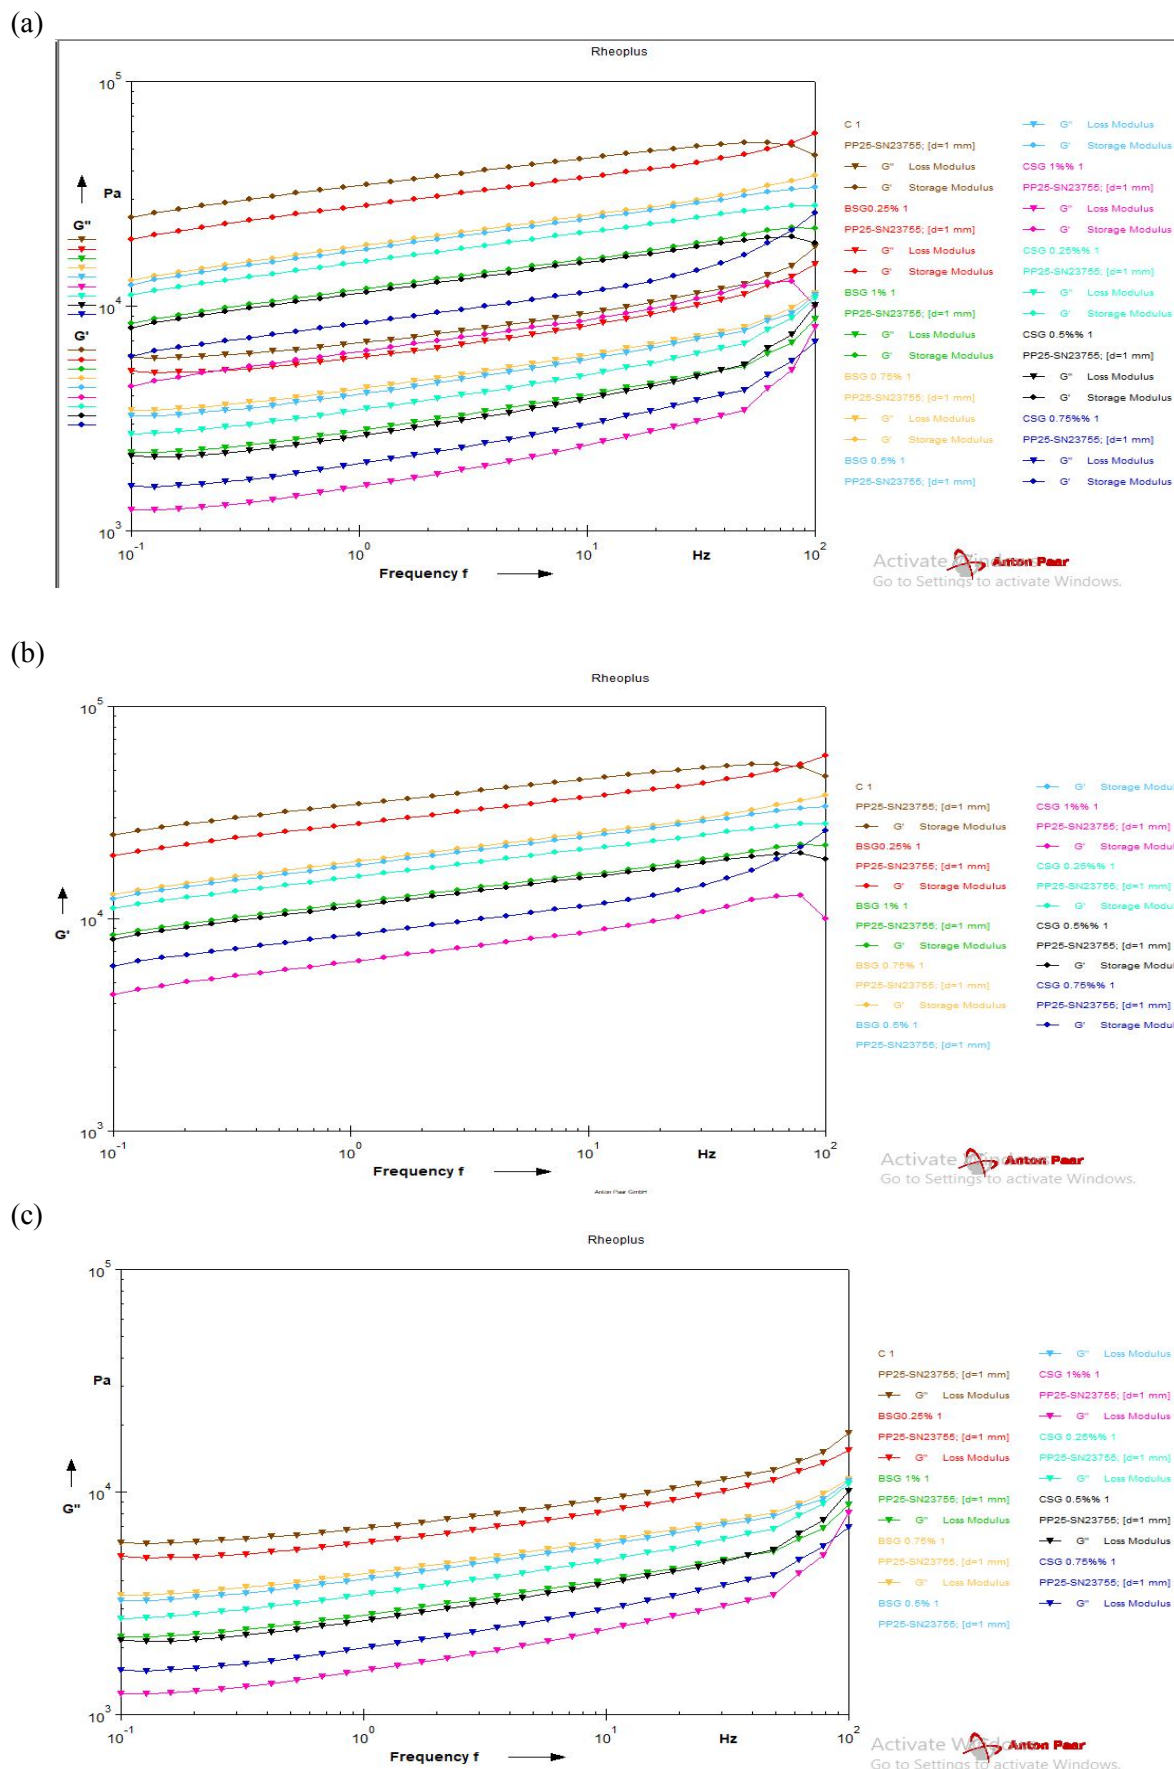 (a)
Rheoplus
10^5
Pa
G''
10^4
G'
10^3
10^-1
10^0
10^1
Hz
10^2
Frequency f
C 1
PP25-SN23755; [d=1 mm]
G'' Loss Modulus
G' Storage Modulus
BSG0.25% 1
PP25-SN23755; [d=1 mm]
G'' Loss Modulus
G' Storage Modulus
BSG 1% 1
PP25-SN23755; [d=1 mm]
G'' Loss Modulus
G' Storage Modulus
BSG 0.75% 1
PP25-SN23755; [d=1 mm]
G'' Loss Modulus
G' Storage Modulus
BSG 0.5% 1
PP25-SN23755; [d=1 mm]
G'' Loss Modulus
G' Storage Modulus
CSG 1%% 1
PP25-SN23755; [d=1 mm]
G'' Loss Modulus
G' Storage Modulus
CSG 0.25%% 1
PP25-SN23755; [d=1 mm]
G'' Loss Modulus
G' Storage Modulus
CSG 0.5%% 1
PP25-SN23755; [d=1 mm]
G'' Loss Modulus
G' Storage Modulus
CSG 0.75%% 1
PP25-SN23755; [d=1 mm]
G'' Loss Modulus
G' Storage Modulus
Activate Windows
Anton Paar
Go to Settings to activate Windows.
(b)
Rheoplus
10^5
10^4
G'
10^3
10^-1
10^0
10^1
Hz
10^2
Frequency f
Anton Paar GmbH
C 1
PP25-SN23755; [d=1 mm]
G' Storage Modulus
BSG0.25% 1
PP25-SN23755; [d=1 mm]
G' Storage Modulus
BSG 1% 1
PP25-SN23755; [d=1 mm]
G' Storage Modulus
BSG 0.75% 1
PP25-SN23755; [d=1 mm]
G' Storage Modulus
BSG 0.5% 1
PP25-SN23755; [d=1 mm]
G' Storage Modul
CSG 1%% 1
PP25-SN23755; [d=1 mm]
G' Storage Modul
CSG 0.25%% 1
PP25-SN23755; [d=1 mm]
G' Storage Modul
CSG 0.5%% 1
PP25-SN23755; [d=1 mm]
G' Storage Modul
CSG 0.75%% 1
PP25-SN23755; [d=1 mm]
G' Storage Modul
Activate Windows
Anton Paar
Go to Settings to activate Windows.
(c)
Rheoplus
10^5
Pa
10^4
G''
10^3
10^-1
10^0
10^1
Hz
10^2
Frequency f
C 1
PP25-SN23755; [d=1 mm]
G'' Loss Modulus
BSG0.25% 1
PP25-SN23755; [d=1 mm]
G'' Loss Modulus
BSG 1% 1
PP25-SN23755; [d=1 mm]
G'' Loss Modulus
BSG 0.75% 1
PP25-SN23755; [d=1 mm]
G'' Loss Modulus
BSG 0.5% 1
PP25-SN23755; [d=1 mm]
G'' Loss Modulus
CSG 1%% 1
PP25-SN23755; [d=1 mm]
G'' Loss Modulus
CSG 0.25%% 1
PP25-SN23755; [d=1 mm]
G'' Loss Modulus
CSG 0.5%% 1
PP25-SN23755; [d=1 mm]
G'' Loss Modulus
CSG 0.75%% 1
PP25-SN23755; [d=1 mm]
G'' Loss Modulus
Activate Windows
Anton Paar
Go to Settings to activate Windows.